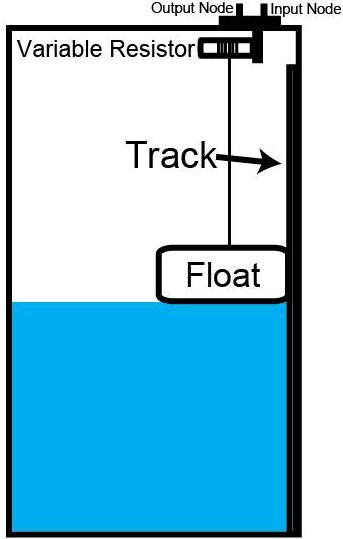 Output Node
Input Node
Variable Resistor
Track
Float